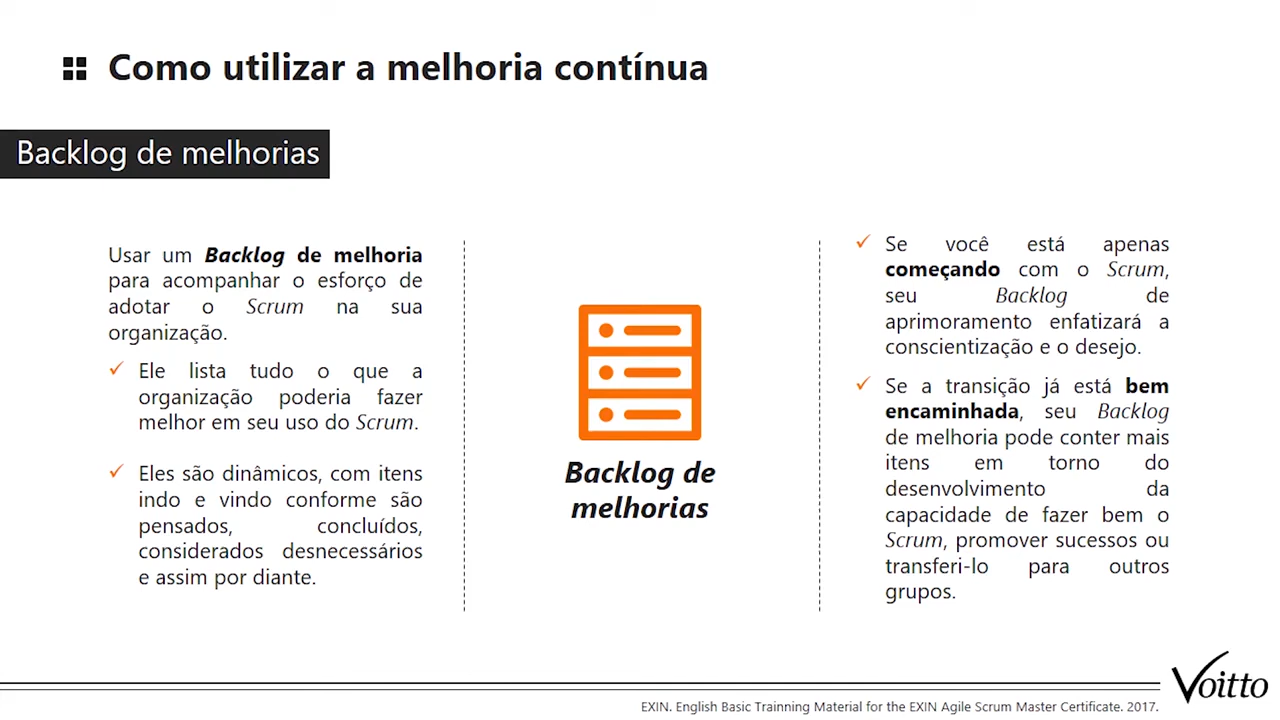 Como utilizar a melhoria contínua
Backlog de melhorias
Usar um Backlog de melhoria
para acompanhar o esforço de
adotar o Scrum na sua
organização.
✓ Ele lista tudo o que a
organização poderia fazer
melhor em seu uso do Scrum.
✓ Eles são dinâmicos, com itens
indo e vindo conforme são
pensados, concluídos,
considerados desnecessários
e assim por diante.
Backlog de
melhorias
✓ Se você está apenas
começando com o Scrum,
seu Backlog de
aprimoramento enfatizará a
conscientização e o desejo.
✓ Se a transição já está bem
encaminhada, seu Backlog
de melhoria pode conter mais
itens em torno do
desenvolvimento da
capacidade de fazer bem o
Scrum, promover sucessos ou
transferi-lo para outros
grupos.
Voitto
EXIN. English Basic Trainning Material for the EXIN Agile Scrum Master Certificate. 2017.